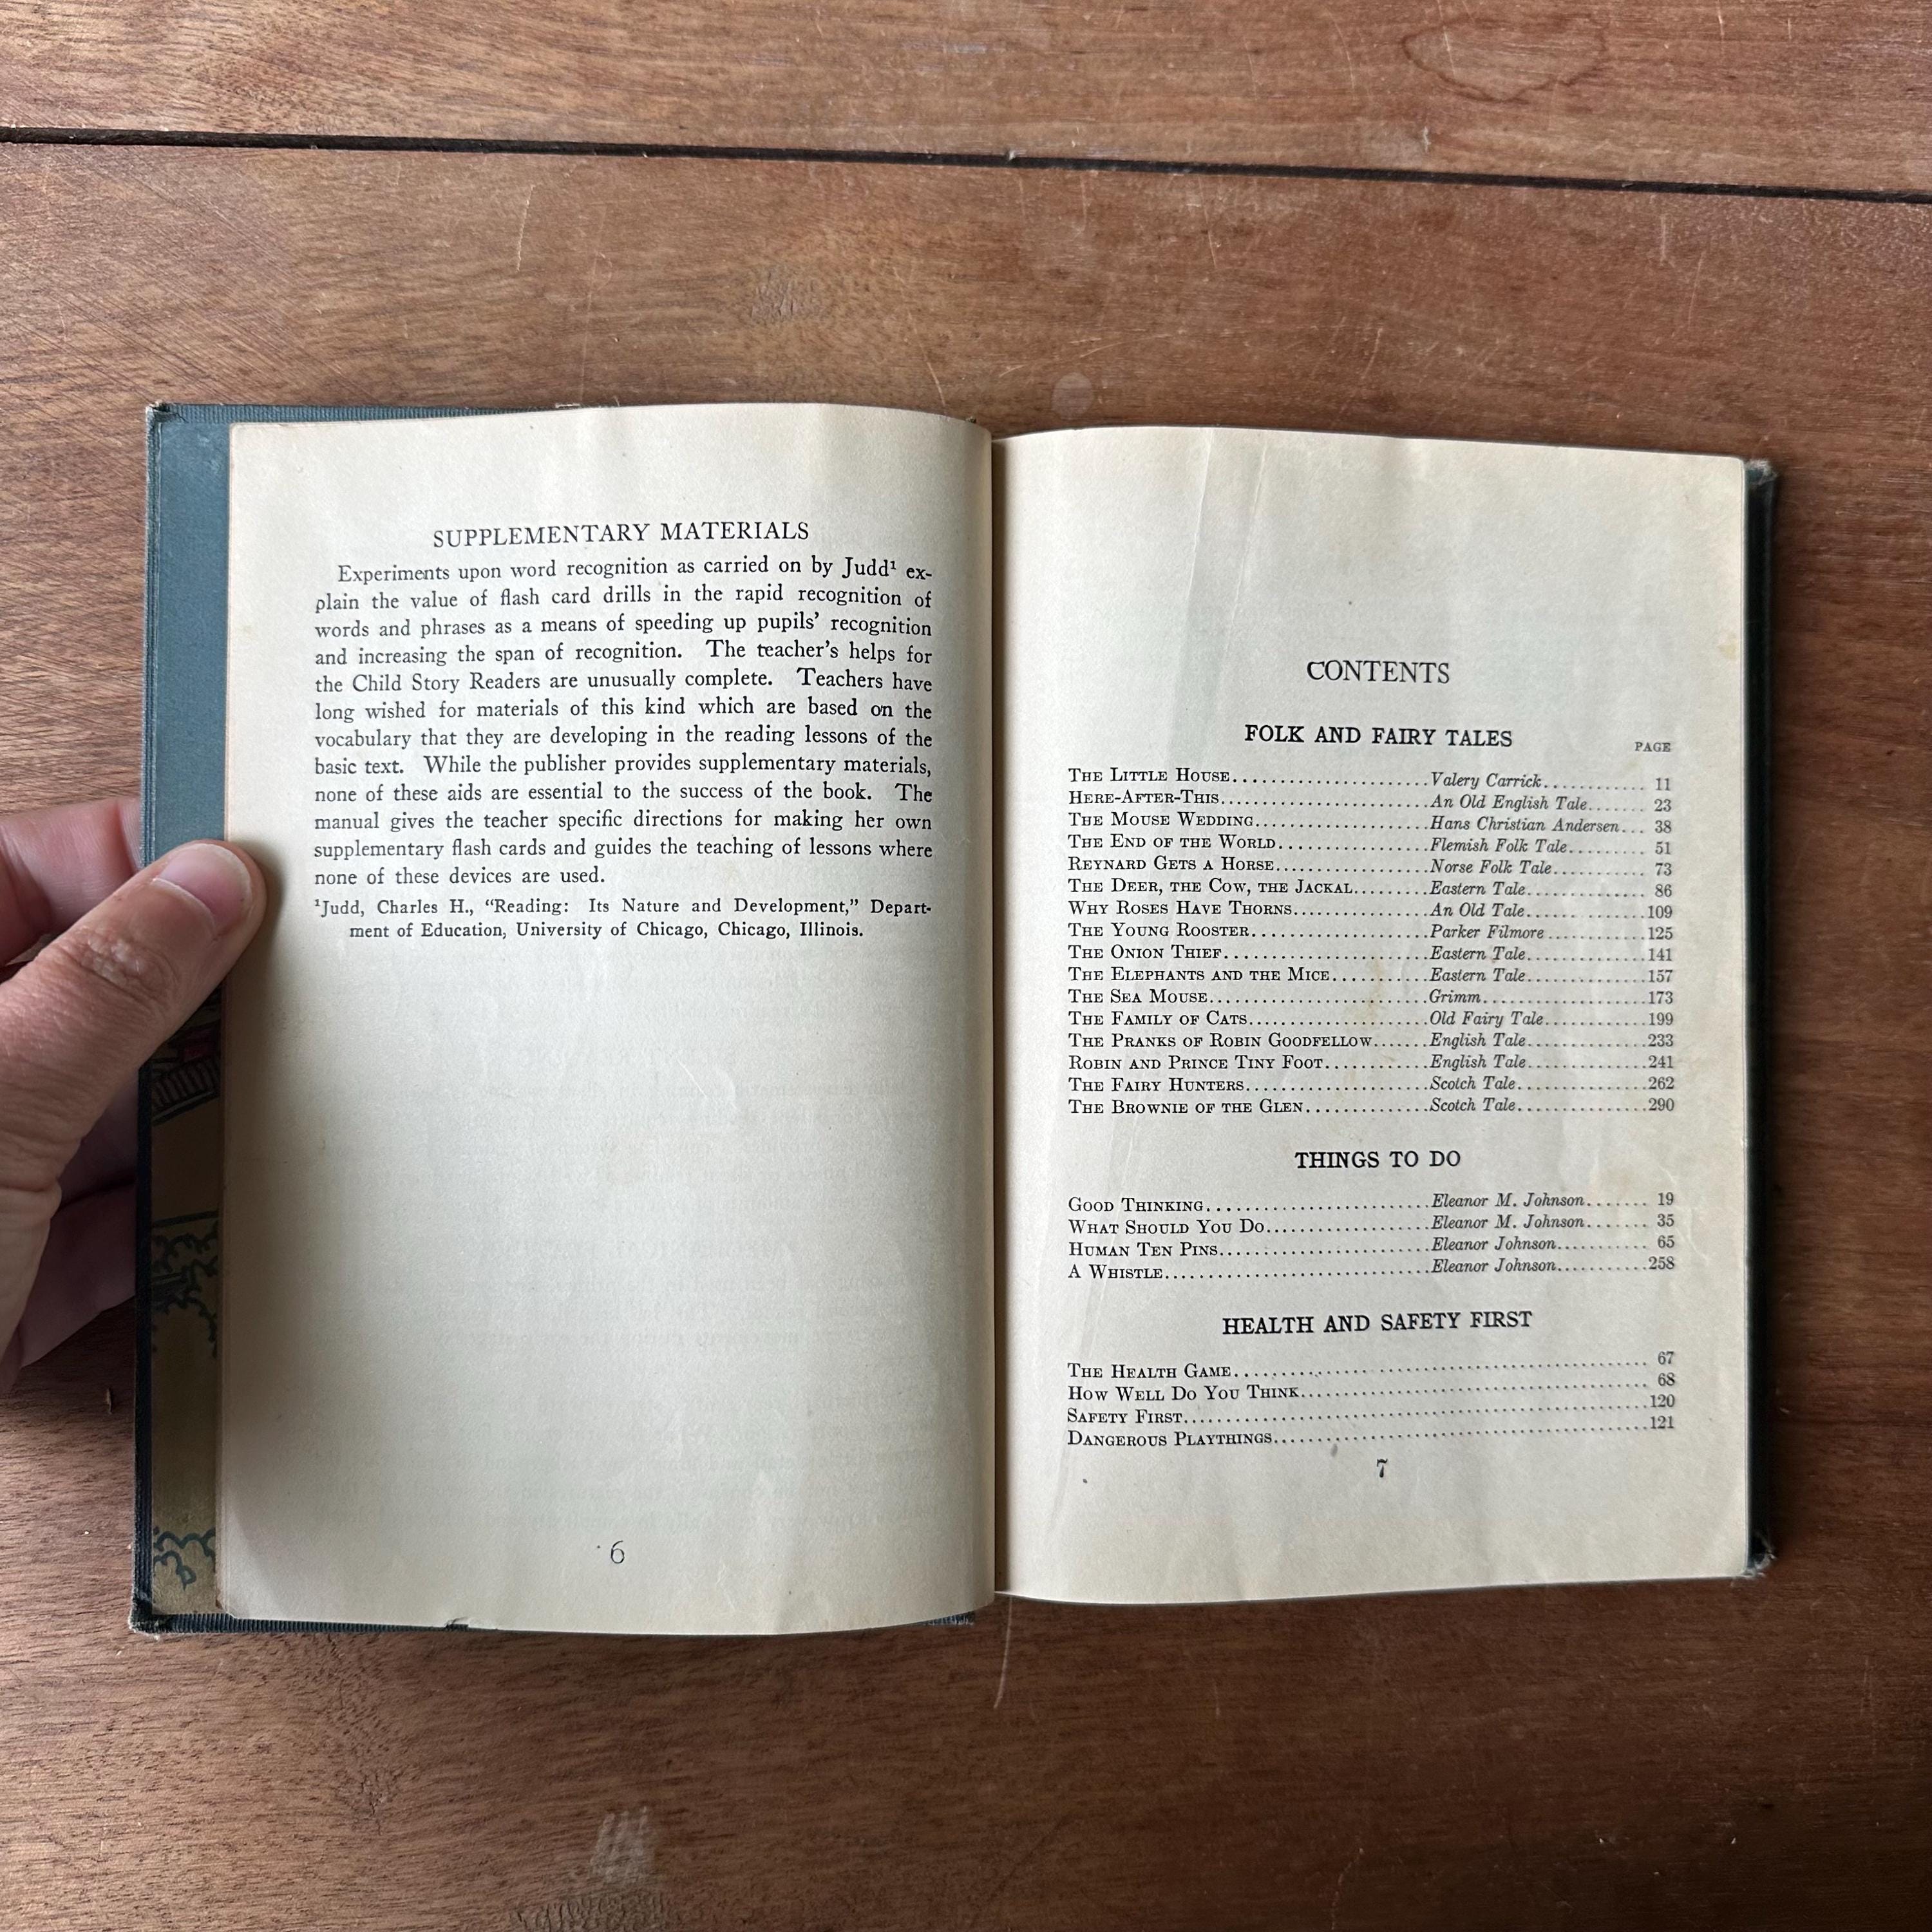 SUPPLEMENTARY MATERIALS
Experiments upon word recognition as carried on by Judd¹ ex-
plain the value of flash card drills in the rapid recognition of
words and phrases as a means of speeding up pupils’ recognition
and increasing the span of recognition. The teacher’s helps for
the Child Story Readers are unusually complete. Teachers have
long wished for materials of this kind which are based on the
vocabulary that they are developing in the reading lessons of the
basic text. While the publisher provides supplementary materials,
none of these aids are essential to the success of the book. The
manual gives the teacher specific directions for making her own
supplementary flash cards and guides the teaching of lessons where
none of these devices are used.
¹Judd, Charles H., “Reading: Its Nature and Development,” Depart-
ment of Education, University of Chicago, Chicago, Illinois.
6
CONTENTS
FOLK AND FAIRY TALES
PAGE
THE LITTLE HOUSE......................Valery Carrick............ 11
HERE-AFTER-THIS.......................An Old English Tale....... 23
THE MOUSE WEDDING...................Hans Christian Andersen... 38
THE END OF THE WORLD................Flemish Folk Tale......... 51
REYNARD GETS A HORSE................Norse Folk Tale........... 73
THE DEER, THE COW, THE JACKAL........Eastern Tale.............. 86
WHY ROSES HAVE THORNS...............An Old Tale..............109
THE YOUNG ROOSTER...................Parker Filmore...........125
THE ONION THIEF......................Eastern Tale.............141
THE ELEPHANTS AND THE MICE..........Eastern Tale.............157
THE SEA MOUSE.......................Grimm...................173
THE FAMILY OF CATS...................Old Fairy Tale...........199
THE PRANKS OF ROBIN GOODFELLOW......English Tale.............233
ROBIN AND PRINCE TINY FOOT...........English Tale.............241
THE FAIRY HUNTERS...................Scotch Tale..............262
THE BROWNIE OF THE GLEN.............Scotch Tale..............290
THINGS TO DO
GOOD THINKING.......................Eleanor M. Johnson....... 19
WHAT SHOULD YOU DO.................Eleanor M. Johnson....... 35
HUMAN TEN PINS......................Eleanor Johnson.......... 65
A WHISTLE............................Eleanor Johnson..........258
HEALTH AND SAFETY FIRST
THE HEALTH GAME.............................................. 67
HOW WELL DO YOU THINK...................................... 68
SAFETY FIRST...................................................120
DANGEROUS PLAYTHINGS.........................................121
7